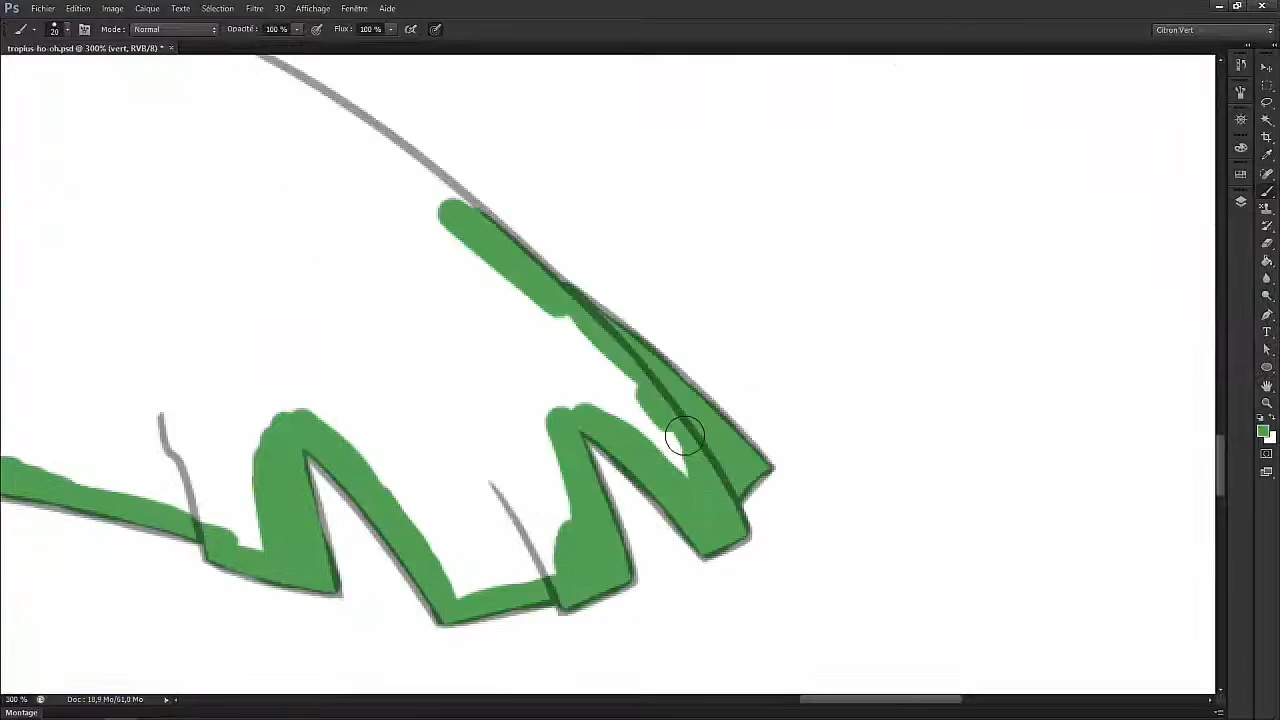 Ps Fichier Edition Image Calque Texte Sélection Filtre 3D Affichage Fenêtre Aide
20 Mode : Normal Opacité : 100 % Flux : 100 % Citron Vert
tropius-ho-oh.psd @ 300% (vert, RVB/8) * ×
300 % Doc : 18,9 Mo/61,0 Mo
Montage